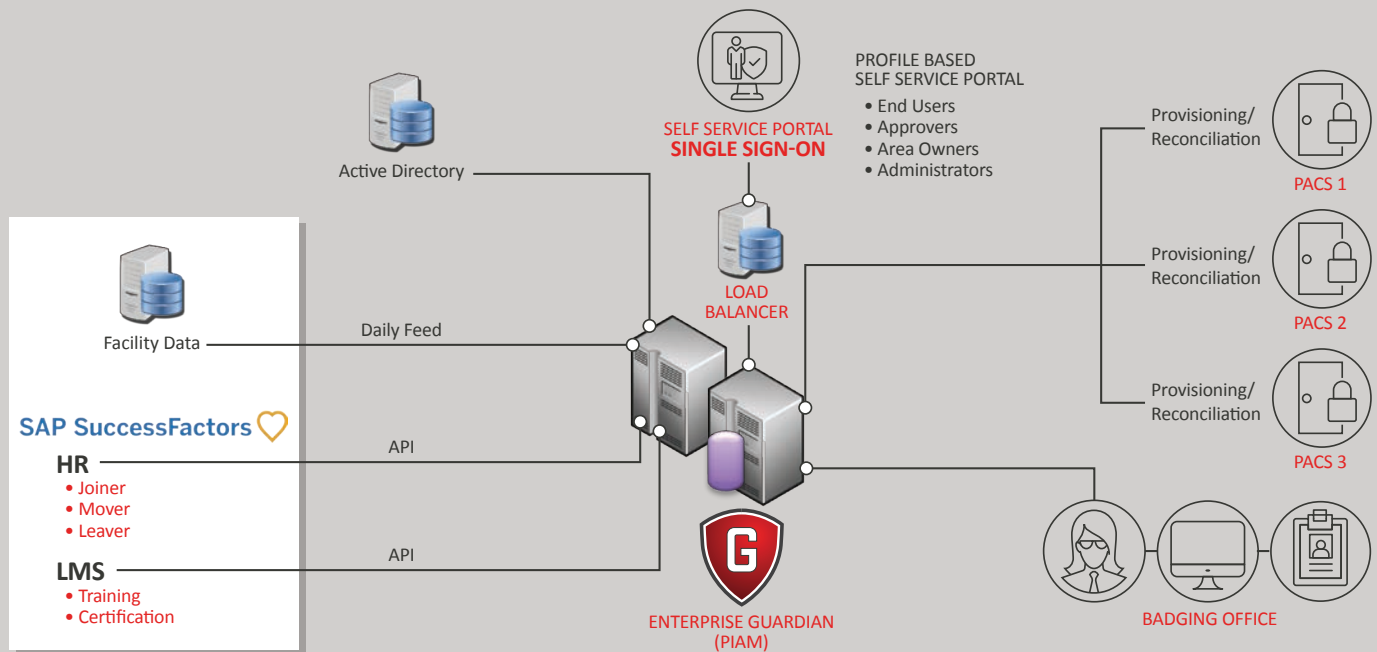 SELF SERVICE PORTAL
SINGLE SIGN-ON
PROFILE BASED
SELF SERVICE PORTAL
• End Users
• Approvers
• Area Owners
• Administrators
Active Directory
LOAD
BALANCER
Facility Data
Daily Feed
SAP SuccessFactors
HR
• Joiner
• Mover
• Leaver
API
LMS
• Training
• Certification
API
G
ENTERPRISE GUARDIAN
(PIAM)
Provisioning/
Reconciliation
PACS 1
Provisioning/
Reconciliation
PACS 2
Provisioning/
Reconciliation
PACS 3
BADGING OFFICE